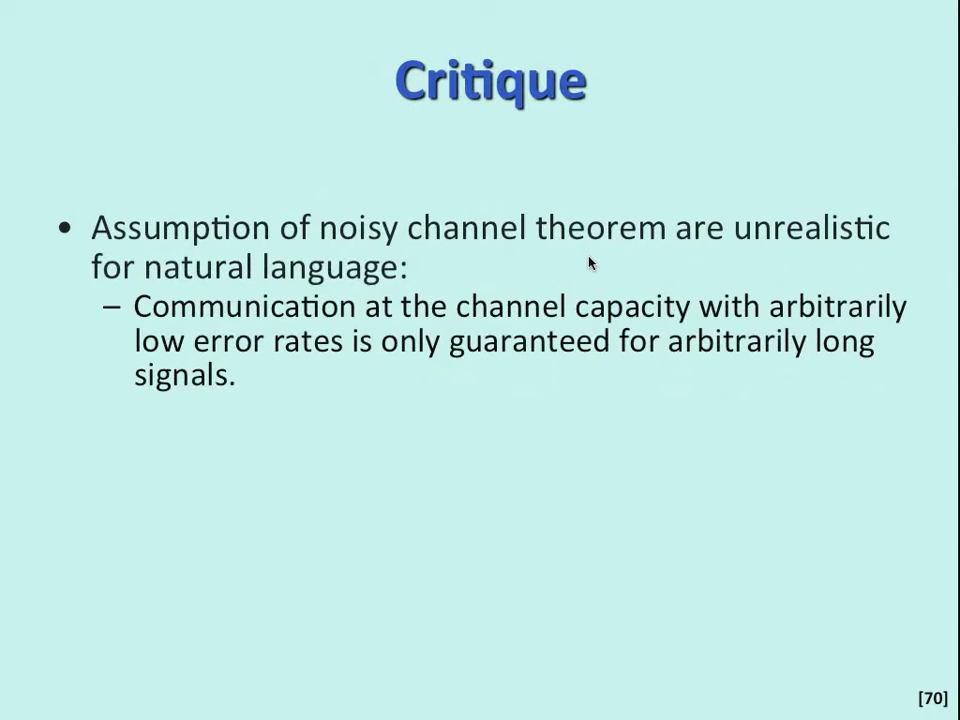 Critique
• Assumption of noisy channel theorem are unrealistic
for natural language:
– Communication at the channel capacity with arbitrarily
low error rates is only guaranteed for arbitrarily long
signals.
[70]